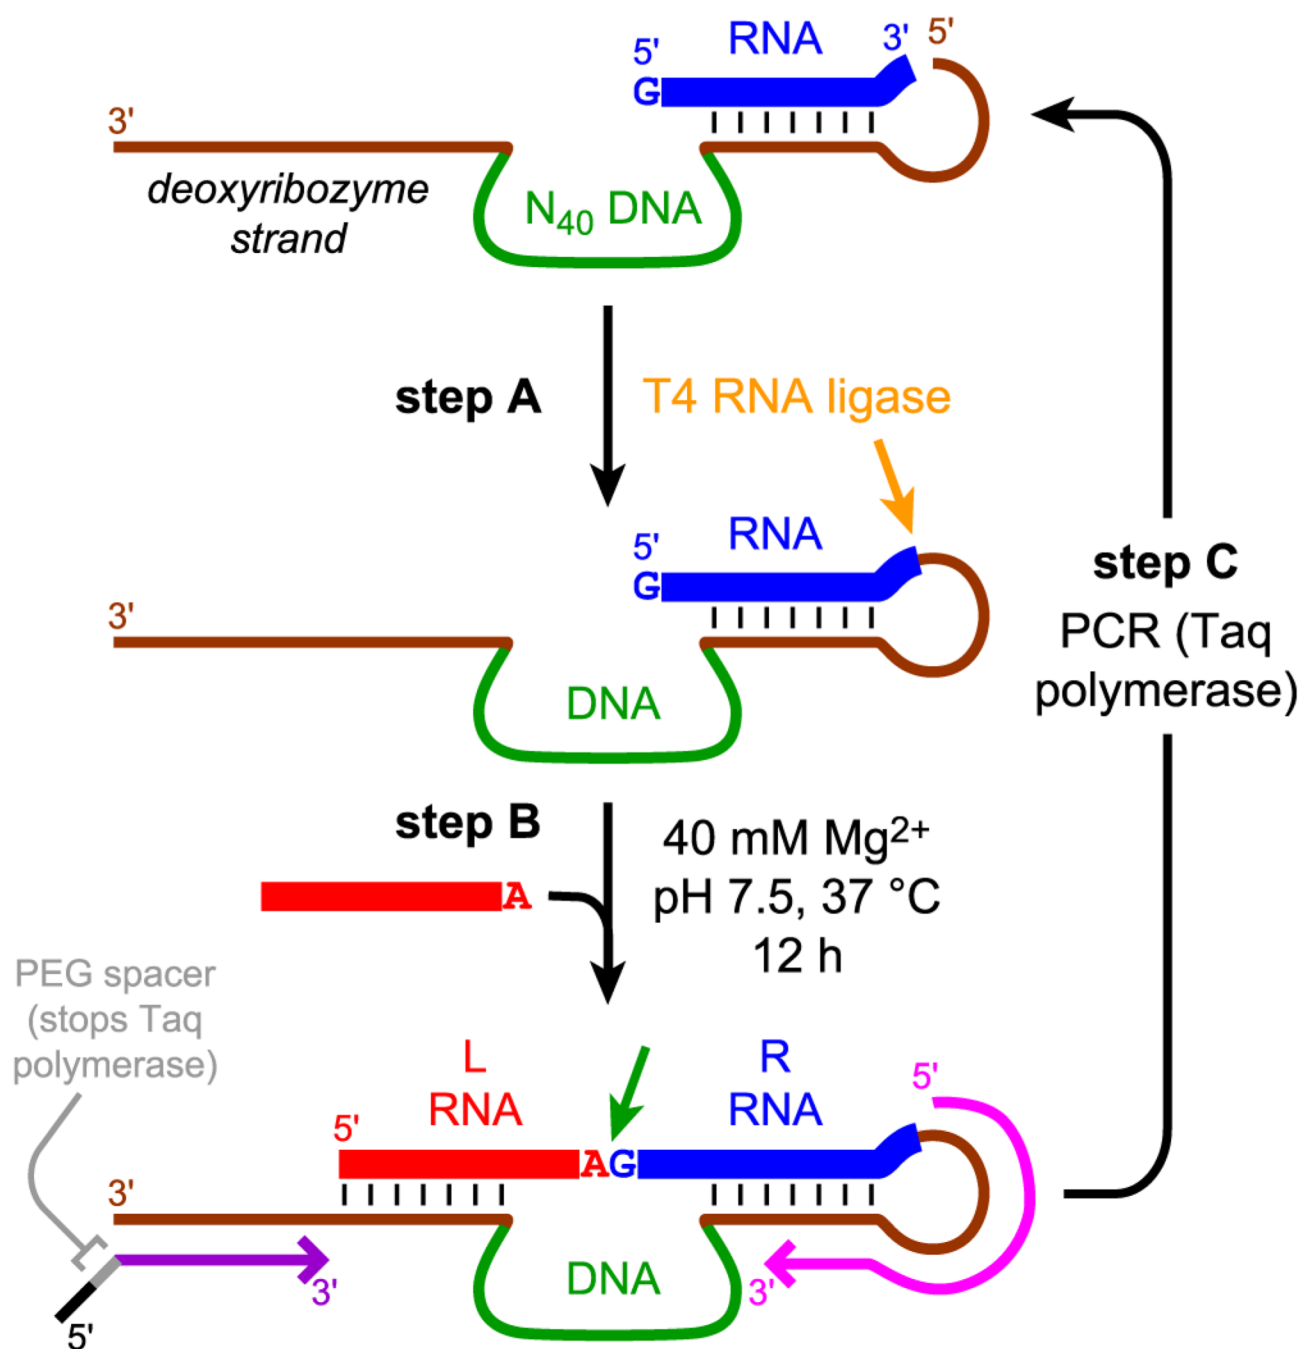 RNA
5'
3'
5'
G
3'
deoxyribozyme
strand
N40 DNA
step A
T4 RNA ligase
RNA
5'
G
3'
DNA
step C
PCR (Taq
polymerase)
step B
40 mM Mg2+
pH 7.5, 37 °C
12 h
A
PEG spacer
(stops Taq
polymerase)
L
RNA
R
RNA
5'
5'
AG
3'
DNA
3'
3'
5'